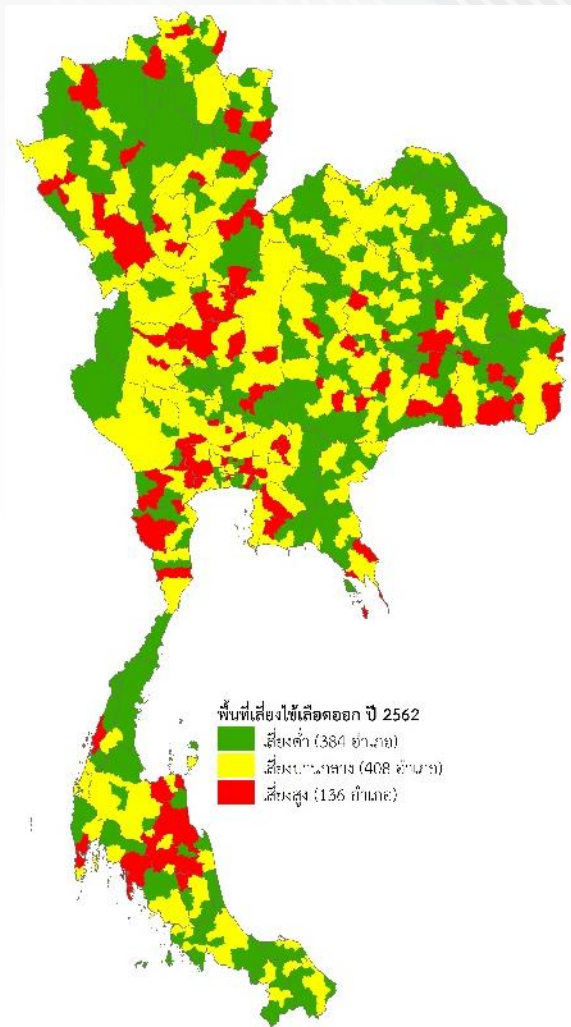 พื้นที่เสี่ยงไข้เลือดออก ปี 2562
เสี่ยงต่ำ (384 อำเภอ)
เสี่ยงปานกลาง (408 อำเภอ)
เสี่ยงสูง (136 อำเภอ)